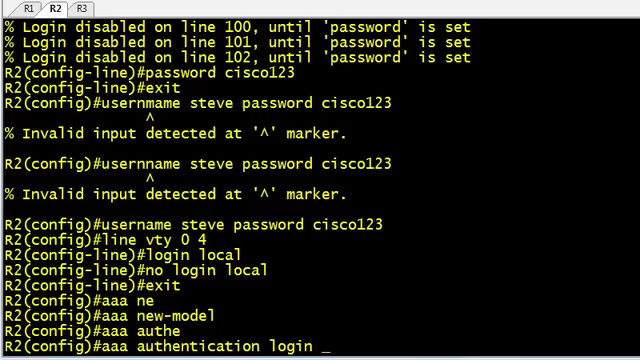 R1 R2 R3
% Login disabled on line 100, until 'password' is set
% Login disabled on line 101, until 'password' is set
% Login disabled on line 102, until 'password' is set
R2(config-line)#password cisco123
R2(config-line)#exit
R2(config)#usernmame steve password cisco123
^
% Invalid input detected at '^' marker.
R2(config)#usernname steve password cisco123
^
% Invalid input detected at '^' marker.
R2(config)#username steve password cisco123
R2(config)#line vty 0 4
R2(config-line)#login local
R2(config-line)#no login local
R2(config-line)#exit
R2(config)#aaa ne
R2(config)#aaa new-model
R2(config)#aaa authe
R2(config)#aaa authentication login _